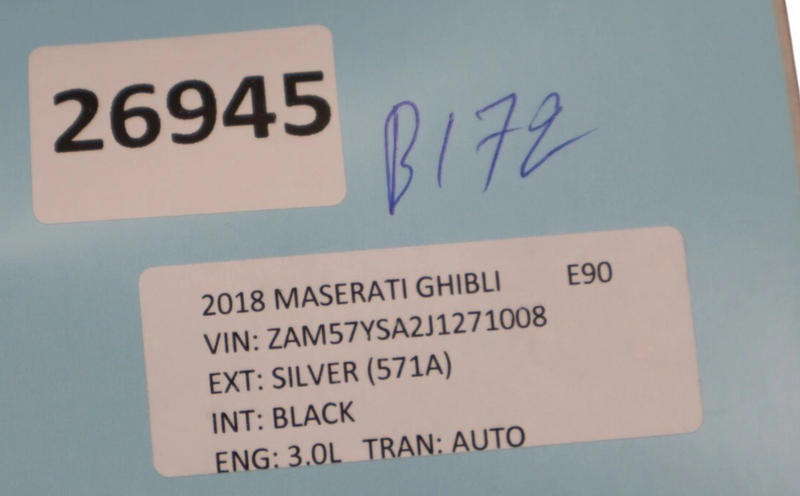 26945
B172
2018 MASERATI GHIBLI E90
VIN: ZAM57YSA2J1271008
EXT: SILVER (571A)
INT: BLACK
ENG: 3.0L TRAN: AUTO